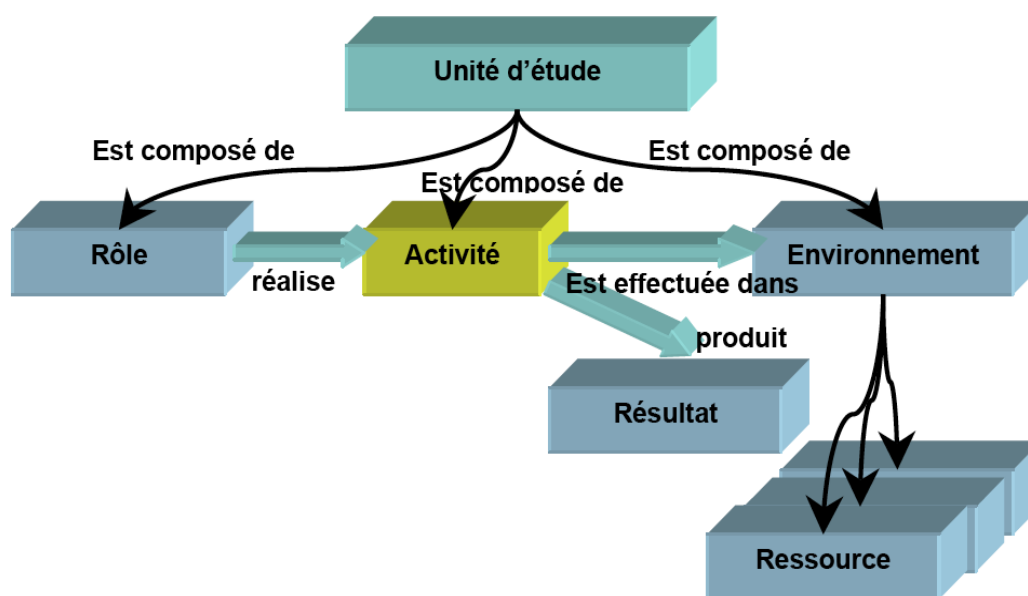 Unité d’étude
Est composé de
Est composé de
Est composé de
Rôle
réalise
Activité
Est effectuée dans
Environnement
produit
Résultat
Ressource